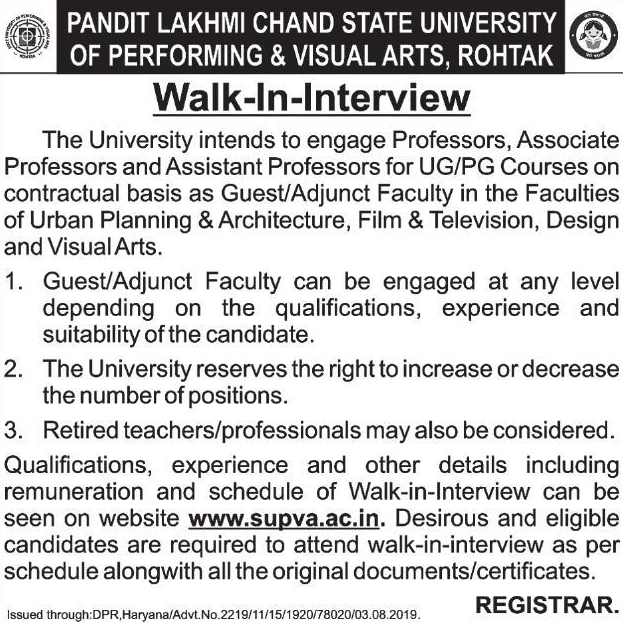 PANDIT LAKHMI CHAND STATE UNIVERSITY
OF PERFORMING & VISUAL ARTS, ROHTAK
Walk-In-Interview
The University intends to engage Professors, Associate
Professors and Assistant Professors for UG/PG Courses on
contractual basis as Guest/Adjunct Faculty in the Faculties
of Urban Planning & Architecture, Film & Television, Design
and Visual Arts.
1. Guest/Adjunct Faculty can be engaged at any level
depending on the qualifications, experience and
suitability of the candidate.
2. The University reserves the right to increase or decrease
the number of positions.
3. Retired teachers/professionals may also be considered.
Qualifications, experience and other details including
remuneration and schedule of Walk-in-Interview can be
seen on website www.supva.ac.in. Desirous and eligible
candidates are required to attend walk-in-interview as per
schedule alongwith all the original documents/certificates.
REGISTRAR.
Issued through:DPR,Haryana/Advt.No.2219/11/15/1920/78020/03.08.2019.